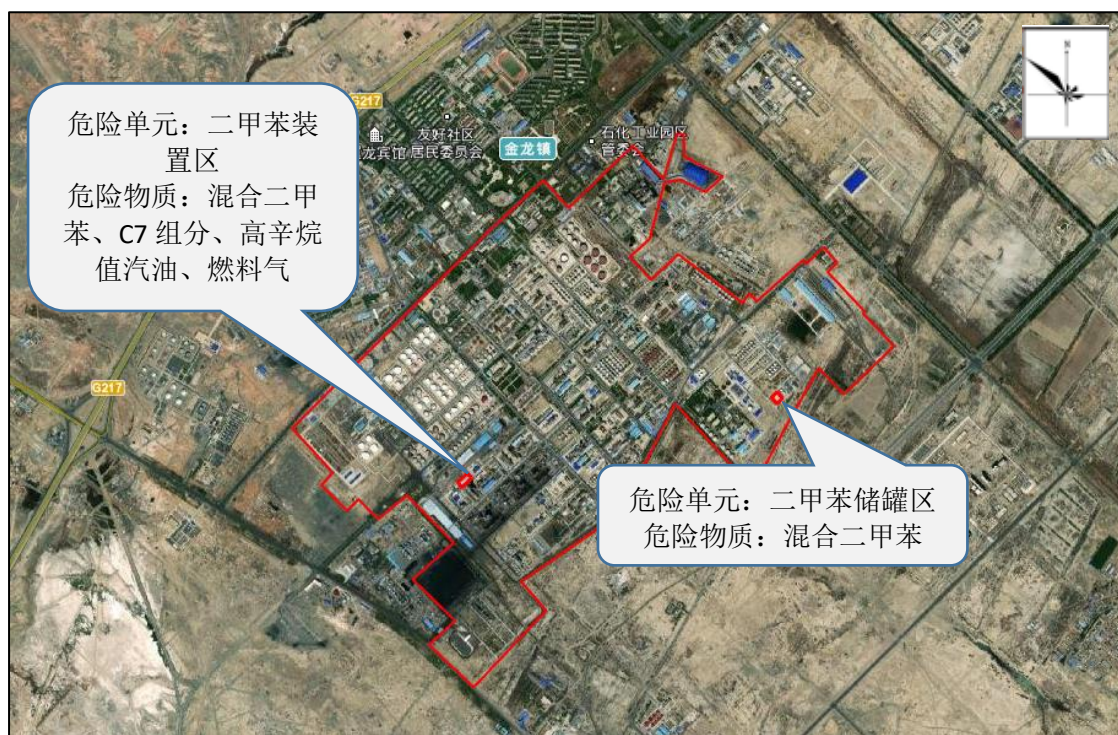 G217
友好社区
居民委员会
龙宾馆
金龙镇
石化工业园区
管委会
N
危险单元：二甲苯装
置区
危险物质：混合二甲
苯、C7 组分、高辛烷
值汽油、燃料气
G217
危险单元：二甲苯储罐区
危险物质：混合二甲苯